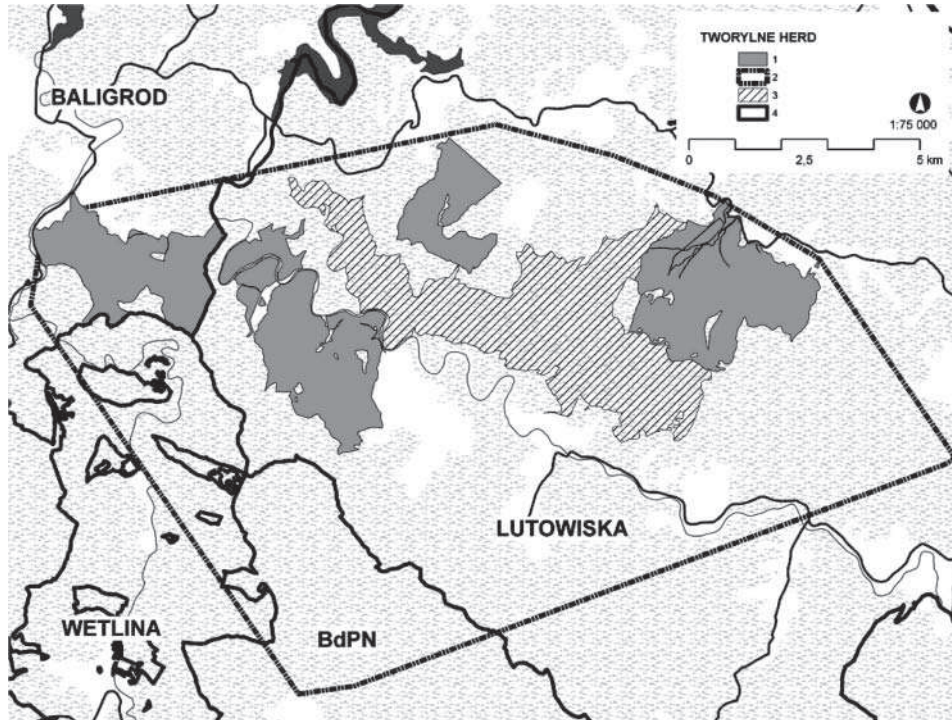 TWORYLNE HERD
1
2
3
4
1:75 000
0 2,5 5 km
BALIGROD
LUTOWISKA
WETLINA
BdPN